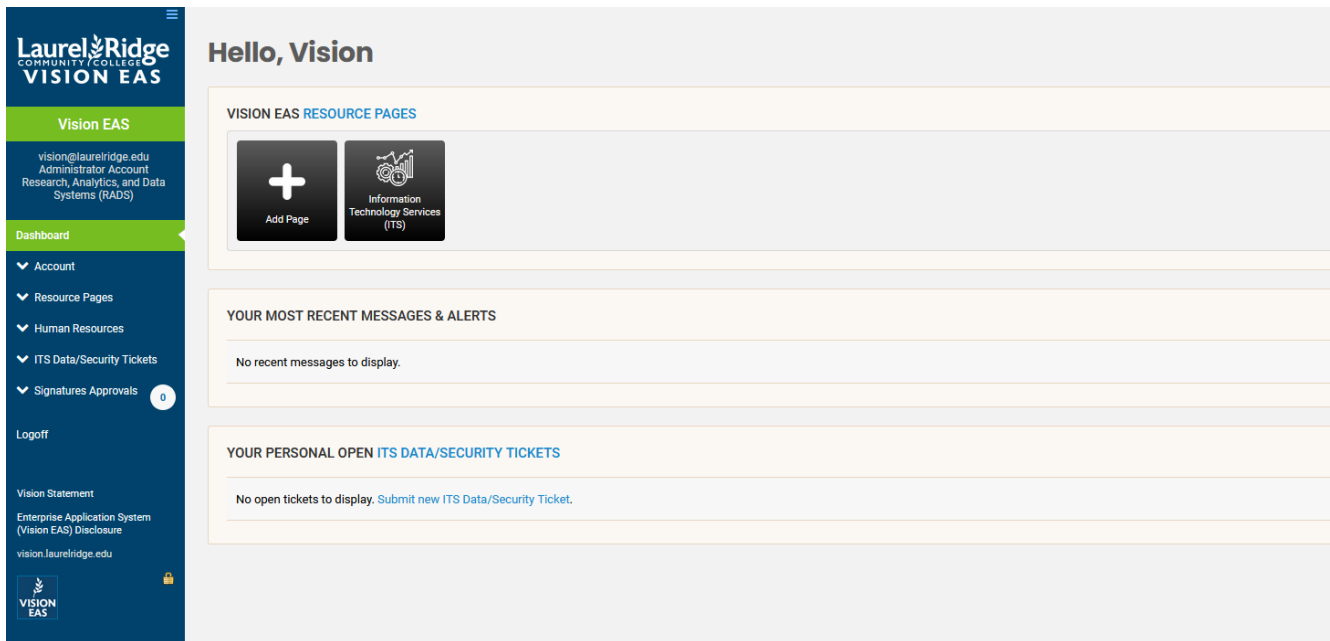 Laurel Ridge
COMMUNITY COLLEGE
VISION EAS
Vision EAS
vision@laurelridge.edu
Administrator Account
Research, Analytics, and Data
Systems (RADS)
Dashboard
Account
Resource Pages
Human Resources
ITS Data/Security Tickets
Signatures Approvals
0
Logoff
Vision Statement
Enterprise Application System
(Vision EAS) Disclosure
vision.laurelridge.edu
VISION
EAS
Hello, Vision
VISION EAS RESOURCE PAGES
Add Page
Information
Technology Services
(ITS)
YOUR MOST RECENT MESSAGES & ALERTS
No recent messages to display.
YOUR PERSONAL OPEN ITS DATA/SECURITY TICKETS
No open tickets to display. Submit new ITS Data/Security Ticket.